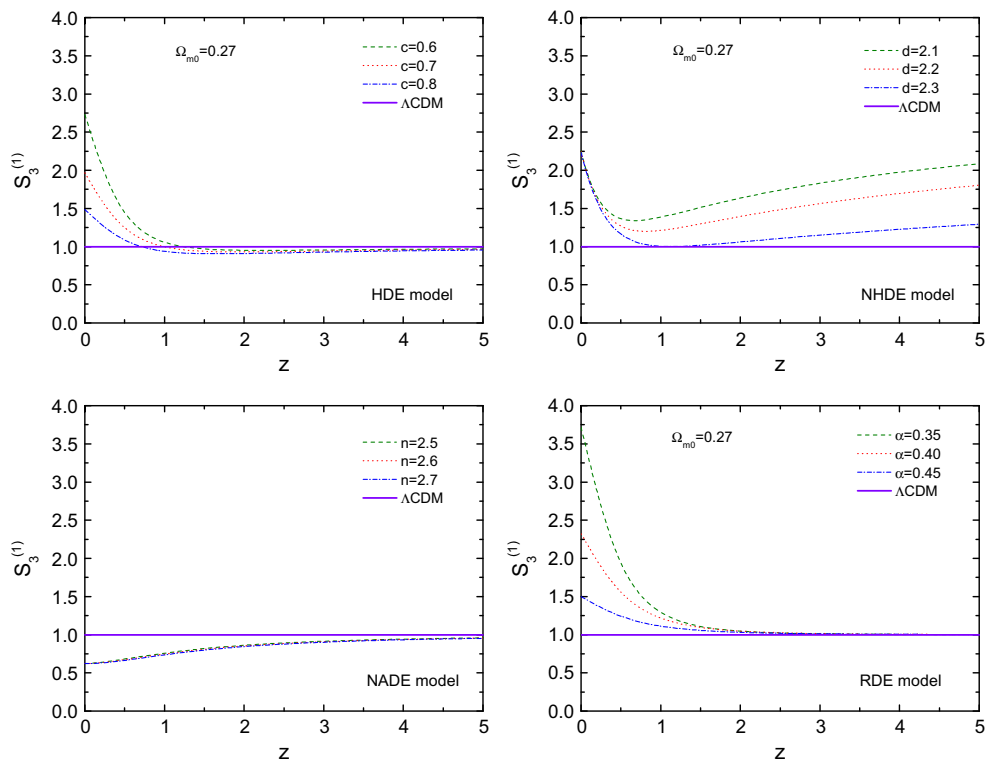 4.0
3.5
3.0
2.5
2.0
1.5
1.0
0.5
0.0
S₃⁽¹⁾
Ωₘ₀=0.27
c=0.6
c=0.7
c=0.8
ΛCDM
HDE model
0 1 2 3 4 5
z
4.0
3.5
3.0
2.5
2.0
1.5
1.0
0.5
0.0
S₃⁽¹⁾
Ωₘ₀=0.27
d=2.1
d=2.2
d=2.3
ΛCDM
NHDE model
0 1 2 3 4 5
z
4.0
3.5
3.0
2.5
2.0
1.5
1.0
0.5
0.0
S₃⁽¹⁾
n=2.5
n=2.6
n=2.7
ΛCDM
NADE model
0 1 2 3 4 5
z
4.0
3.5
3.0
2.5
2.0
1.5
1.0
0.5
0.0
S₃⁽¹⁾
Ωₘ₀=0.27
α=0.35
α=0.40
α=0.45
ΛCDM
RDE model
0 1 2 3 4 5
z